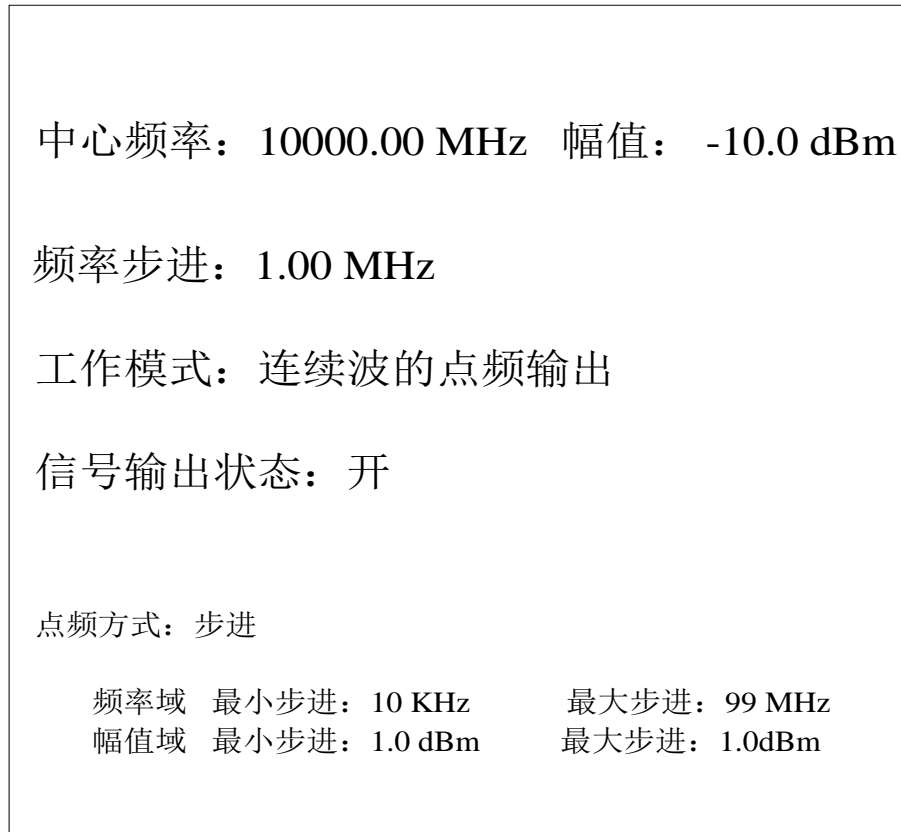 中心频率：10000.00 MHz 幅值： -10.0 dBm
频率步进：1.00 MHz
工作模式：连续波的点频输出
信号输出状态：开
点频方式：步进
频率域 最小步进：10 KHz 最大步进：99 MHz
幅值域 最小步进：1.0 dBm 最大步进：1.0dBm